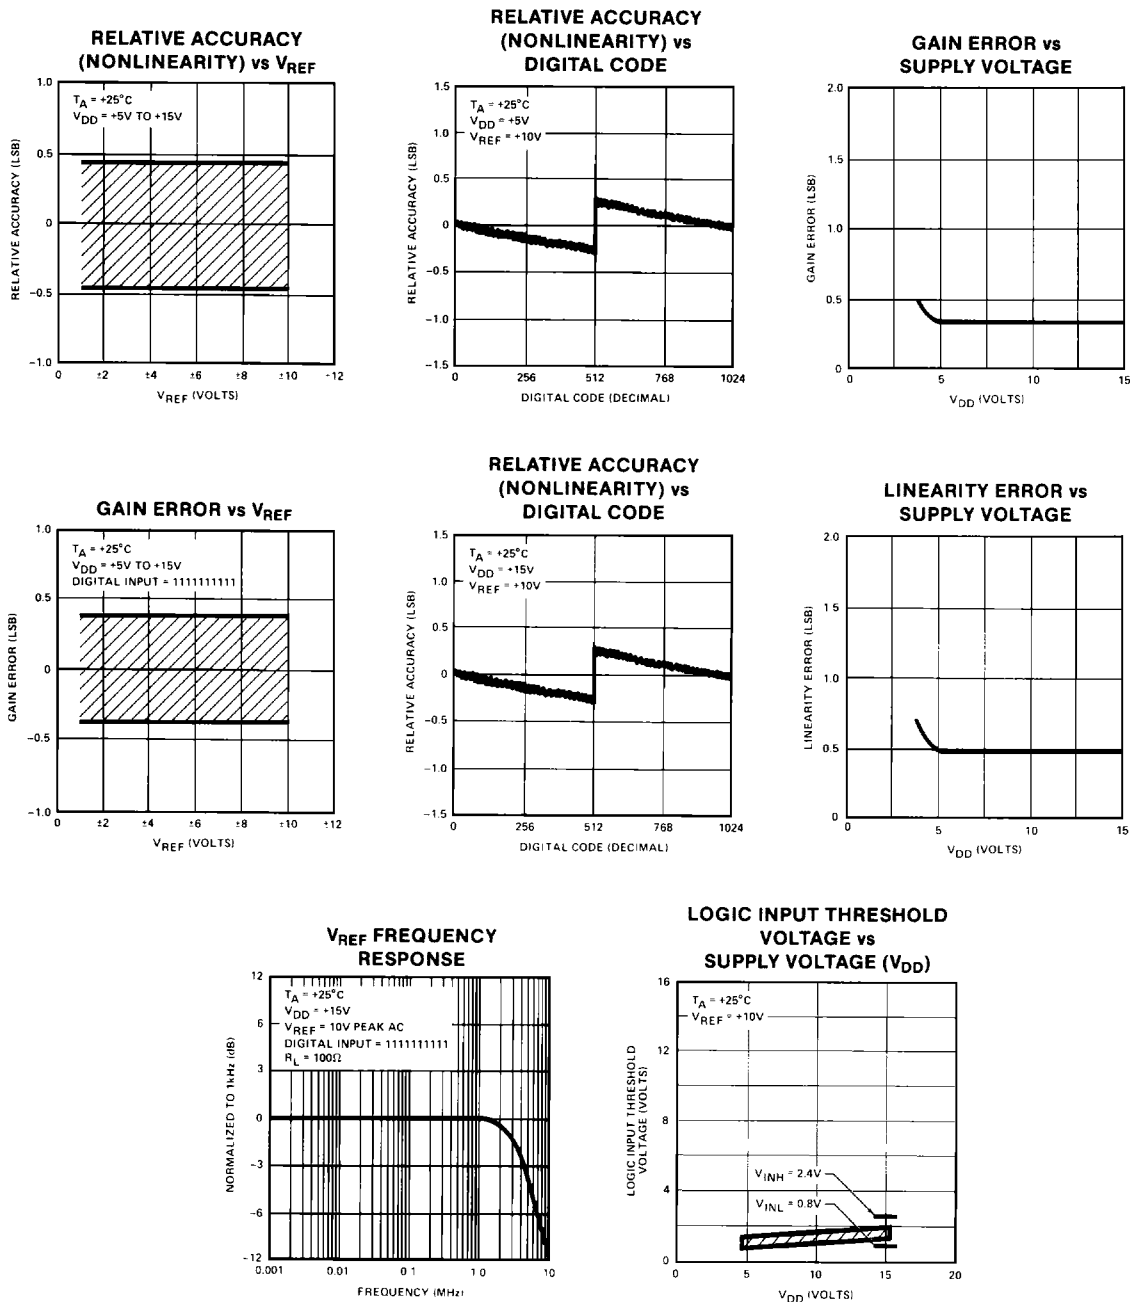 RELATIVE ACCURACY
(NONLINEARITY) vs VREF
1.0
0.5
0
−0.5
−1.0
RELATIVE ACCURACY (LSB)
TA = +25°C
VDD = +5V TO +15V
0 ±2 ±4 ±6 ±8 ±10 +12
VREF (VOLTS)
RELATIVE ACCURACY
(NONLINEARITY) vs
DIGITAL CODE
1.5
1.0
0.5
0
−0.5
−1.0
−1.5
RELATIVE ACCURACY (LSB)
TA = +25°C
VDD = +5V
VREF = +10V
0 256 512 768 1024
DIGITAL CODE (DECIMAL)
GAIN ERROR vs
SUPPLY VOLTAGE
2.0
1.5
1.0
0.5
0
GAIN ERROR (LSB)
0 5 10 15
VDD (VOLTS)
GAIN ERROR vs VREF
1.0
0.5
0
−0.5
−1.0
GAIN ERROR (LSB)
TA = +25°C
VDD = +5V TO +15V
DIGITAL INPUT = 1111111111
0 ±2 ±4 ±6 ±8 ±10 ±12
VREF (VOLTS)
RELATIVE ACCURACY
(NONLINEARITY) vs
DIGITAL CODE
1.5
1.0
0.5
0
−0.5
−1.0
−1.5
RELATIVE ACCURACY (LSB)
TA = +25°C
VDD = +15V
VREF = +10V
0 256 512 768 1024
DIGITAL CODE (DECIMAL)
LINEARITY ERROR vs
SUPPLY VOLTAGE
2.0
1.5
1.0
0.5
0
LINEARITY ERROR (LSB)
0 5 10 15
VDD (VOLTS)
VREF FREQUENCY
RESPONSE
12
6
3
0
−3
−6
−12
NORMALIZED TO 1kHz (dB)
TA = +25°C
VDD = +15V
VREF = 10V PEAK AC
DIGITAL INPUT = 1111111111
RL = 100Ω
0.001 0.01 0.1 1.0 10
FREQUENCY (MHz)
LOGIC INPUT THRESHOLD
VOLTAGE vs
SUPPLY VOLTAGE (VDD)
16
14
12
8
4
2
0
LOGIC INPUT THRESHOLD
VOLTAGE (VOLTS)
TA = +25°C
VREF = +10V
VINH = 2.4V
VINL = 0.8V
0 5 10 15 20
VDD (VOLTS)